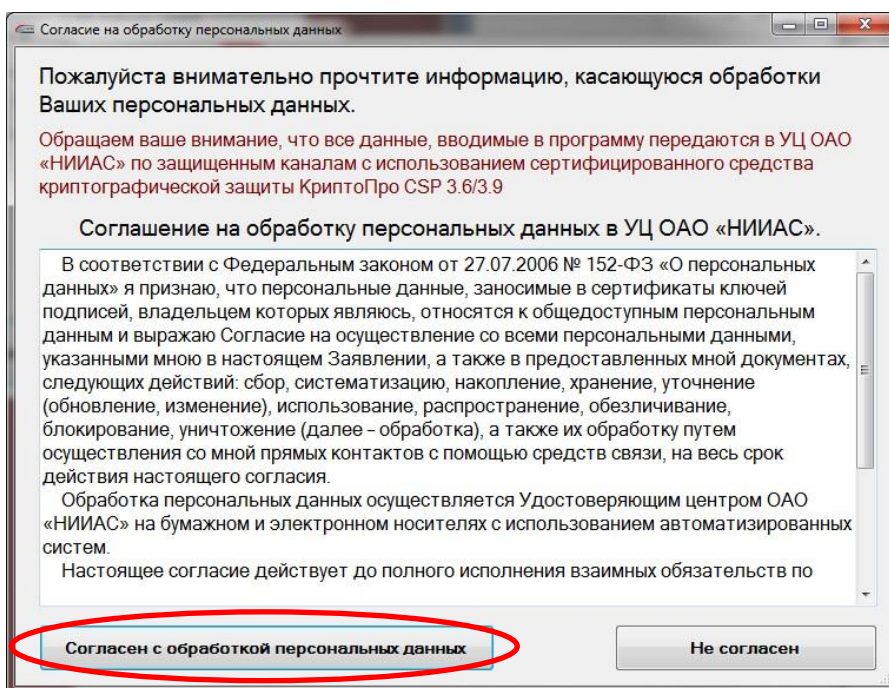 Согласие на обработку персональных данных
Пожалуйста внимательно прочтите информацию, касающуюся обработки
Ваших персональных данных.
Обращаем ваше внимание, что все данные, вводимые в программу передаются в УЦ ОАО
«НИИАС» по защищенным каналам с использованием сертифицированного средства
криптографической защиты КриптоПро CSP 3.6/3.9
Соглашение на обработку персональных данных в УЦ ОАО «НИИАС».
В соответствии с Федеральным законом от 27.07.2006 № 152-ФЗ «О персональных
данных» я признаю, что персональные данные, заносимые в сертификаты ключей
подписей, владельцем которых являюсь, относятся к общедоступным персональным
данным и выражаю Согласие на осуществление со всеми персональными данными,
указанными мною в настоящем Заявлении, а также в предоставленных мной документах,
следующих действий: сбор, систематизацию, накопление, хранение, уточнение
(обновление, изменение), использование, распространение, обезличивание,
блокирование, уничтожение (далее – обработка), а также их обработку путем
осуществления со мной прямых контактов с помощью средств связи, на весь срок
действия настоящего согласия.
Обработка персональных данных осуществляется Удостоверяющим центром ОАО
«НИИАС» на бумажном и электронном носителях с использованием автоматизированных
систем.
Настоящее согласие действует до полного исполнения взаимных обязательств по
Согласен с обработкой персональных данных
Не согласен